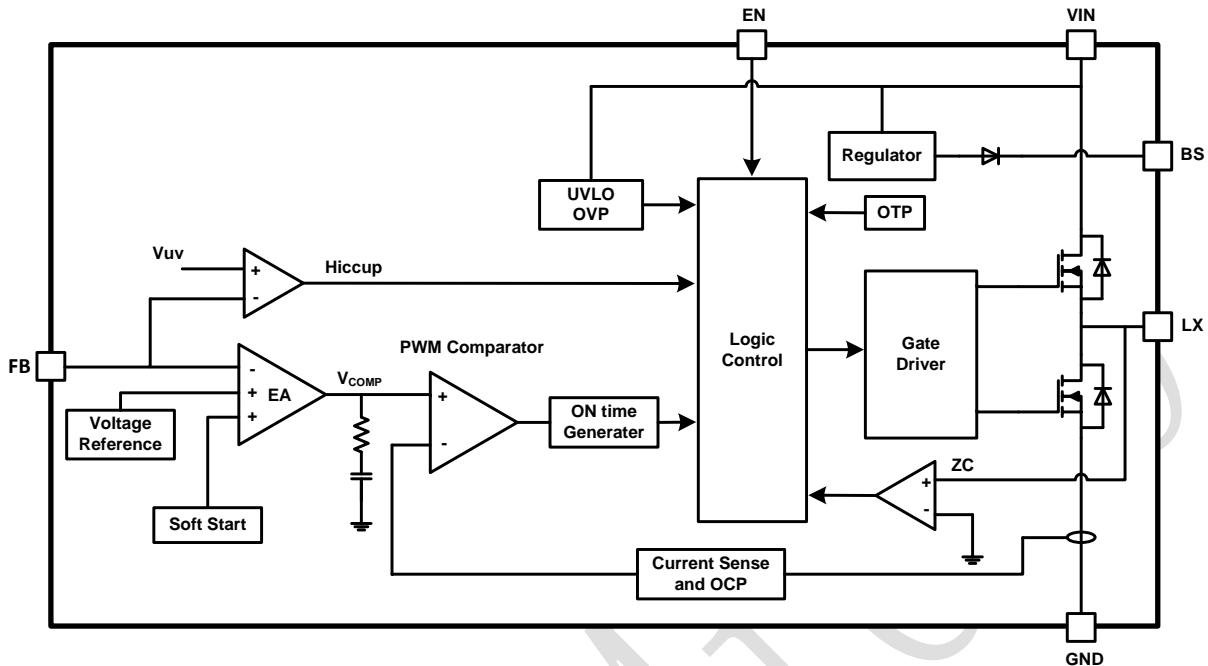 EN
VIN
Regulator
BS
UVLO
OVP
OTP
Vuv
+
-
Hiccup
Logic
Control
Gate
Driver
LX
FB
PWM Comparator
-
+
+
EA
VCOMP
+
-
ON time
Generater
Voltage
Reference
Soft Start
ZC
+
-
Current Sense
and OCP
GND